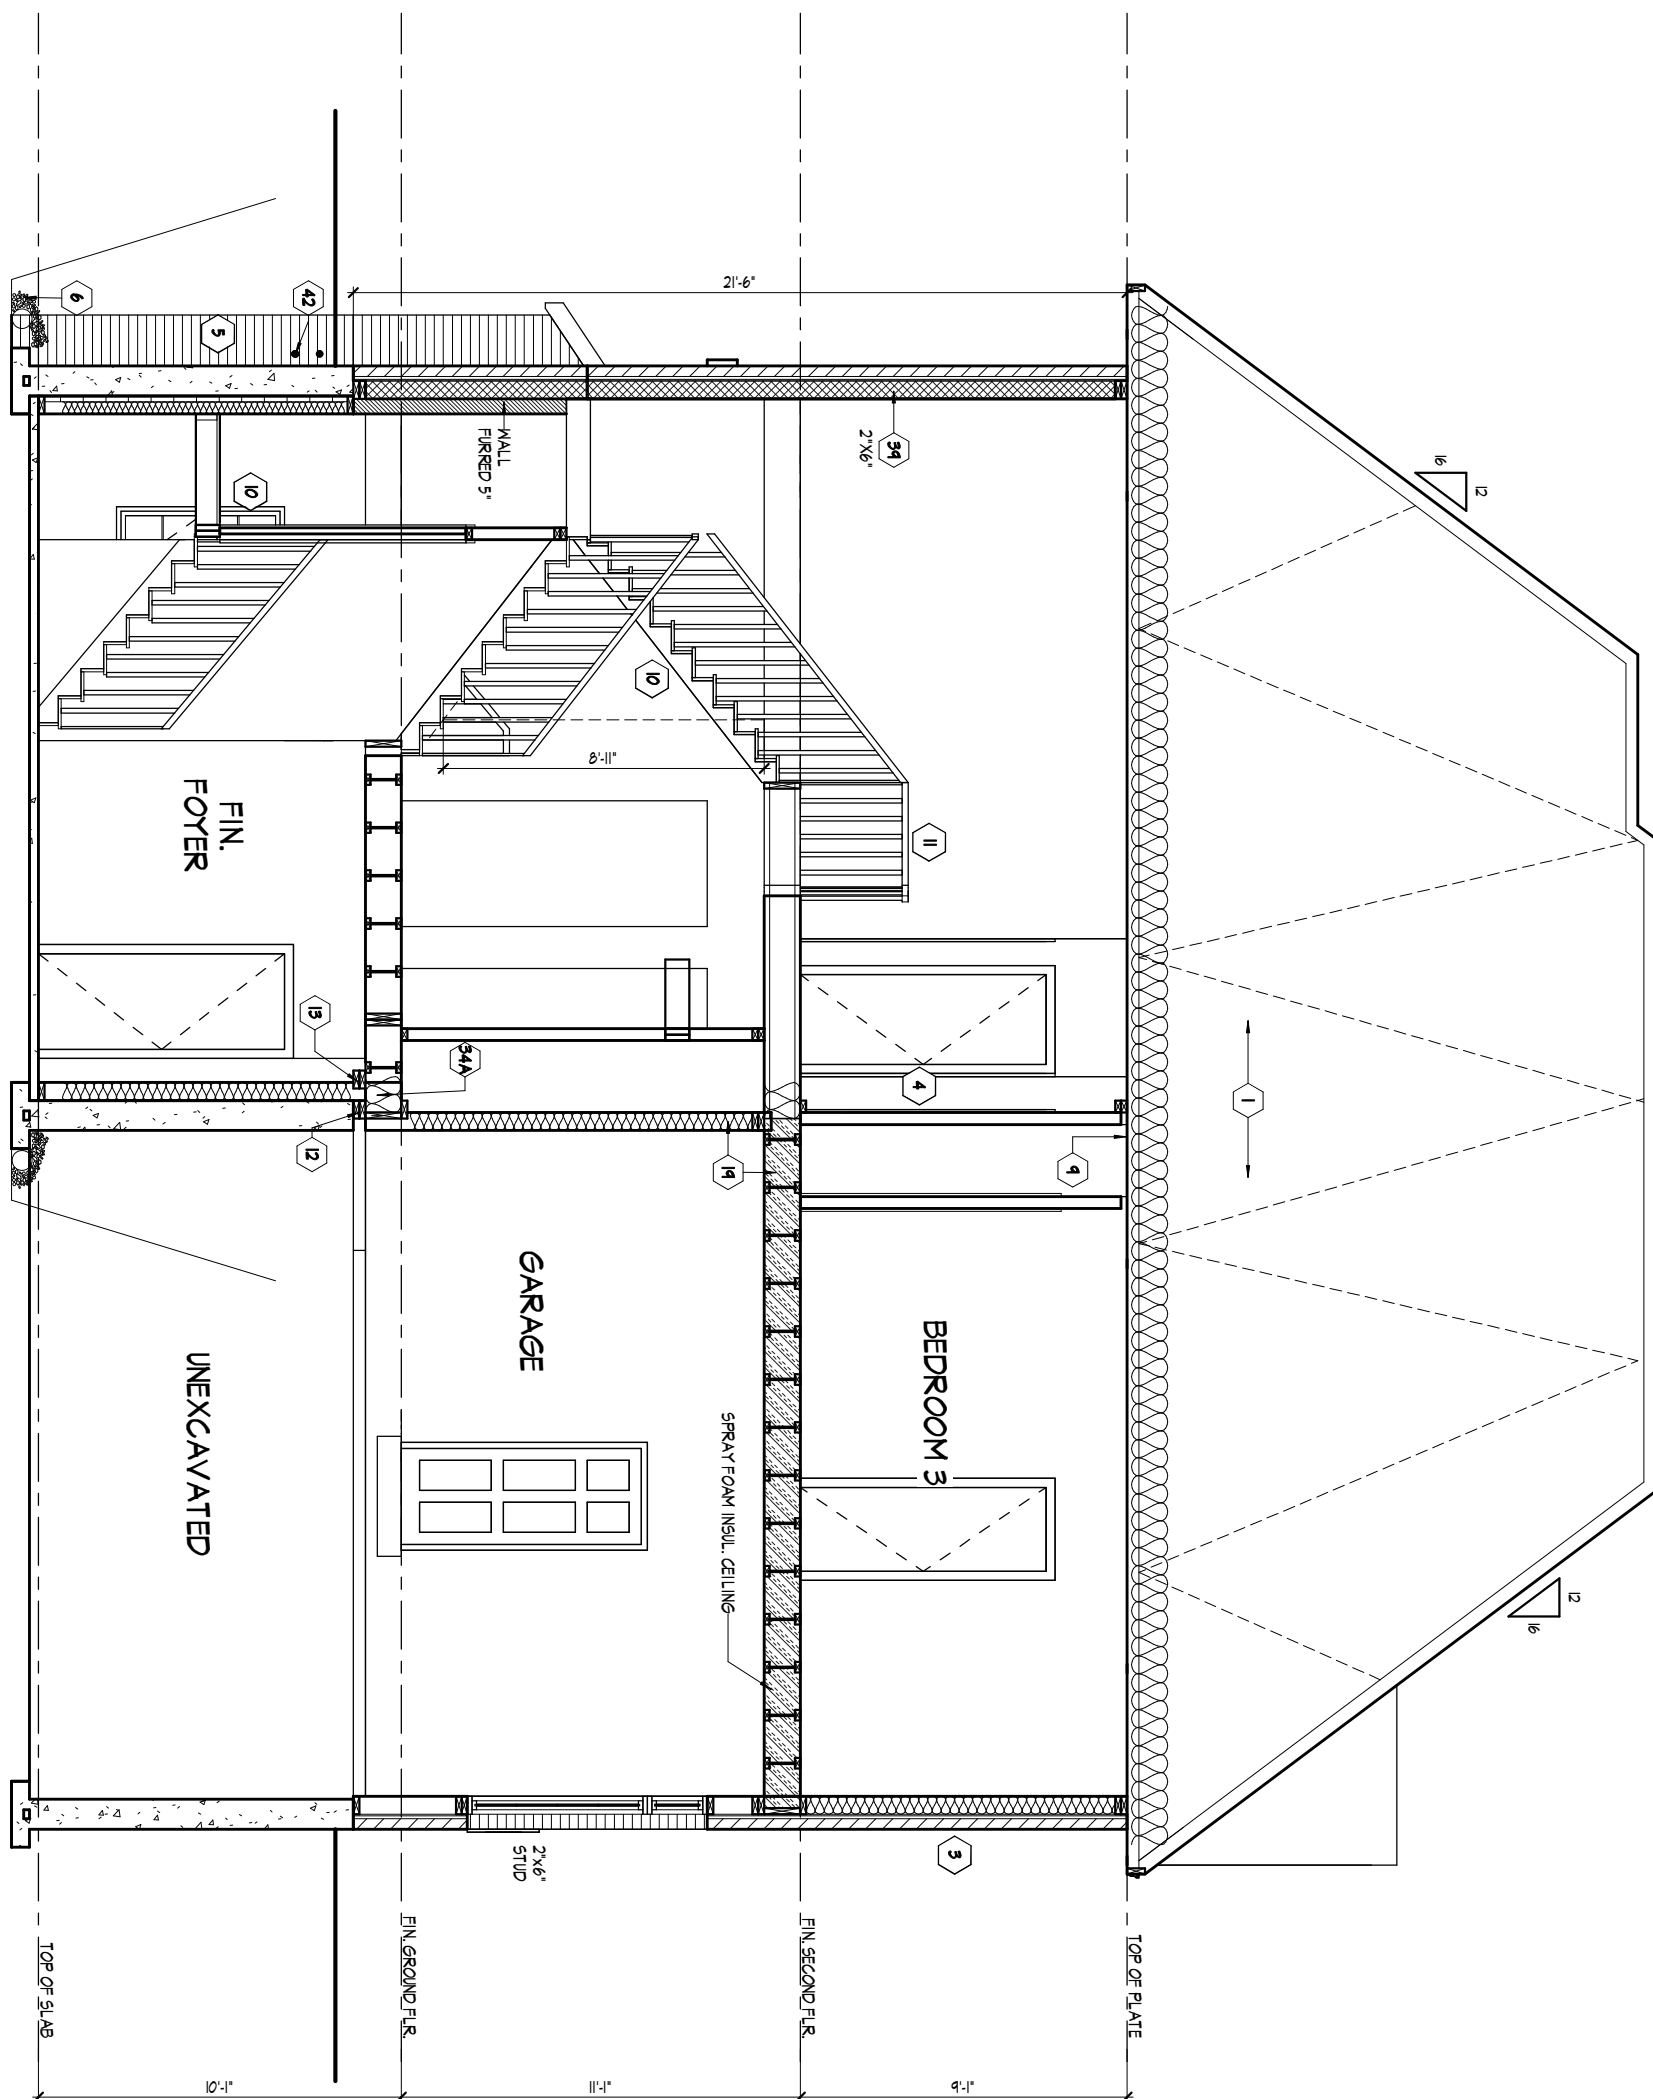 16
12
12
16
1
21'-6"
39
2"X6"
11
4
9
BEDROOM 3
3
10
8'-11"
19
SPRAY FOAM INSUL. CEILING
WALL
FURRED 5"
GARAGE
2"x6"
STUD
34A
42
5
6
10
FIN.
FOYER
13
12
UNEXCAVATED
TOP OF PLATE
FIN. SECOND FLR.
FIN. GROUND FLR.
TOP OF SLAB
9'-1"
11'-1"
10'-1"